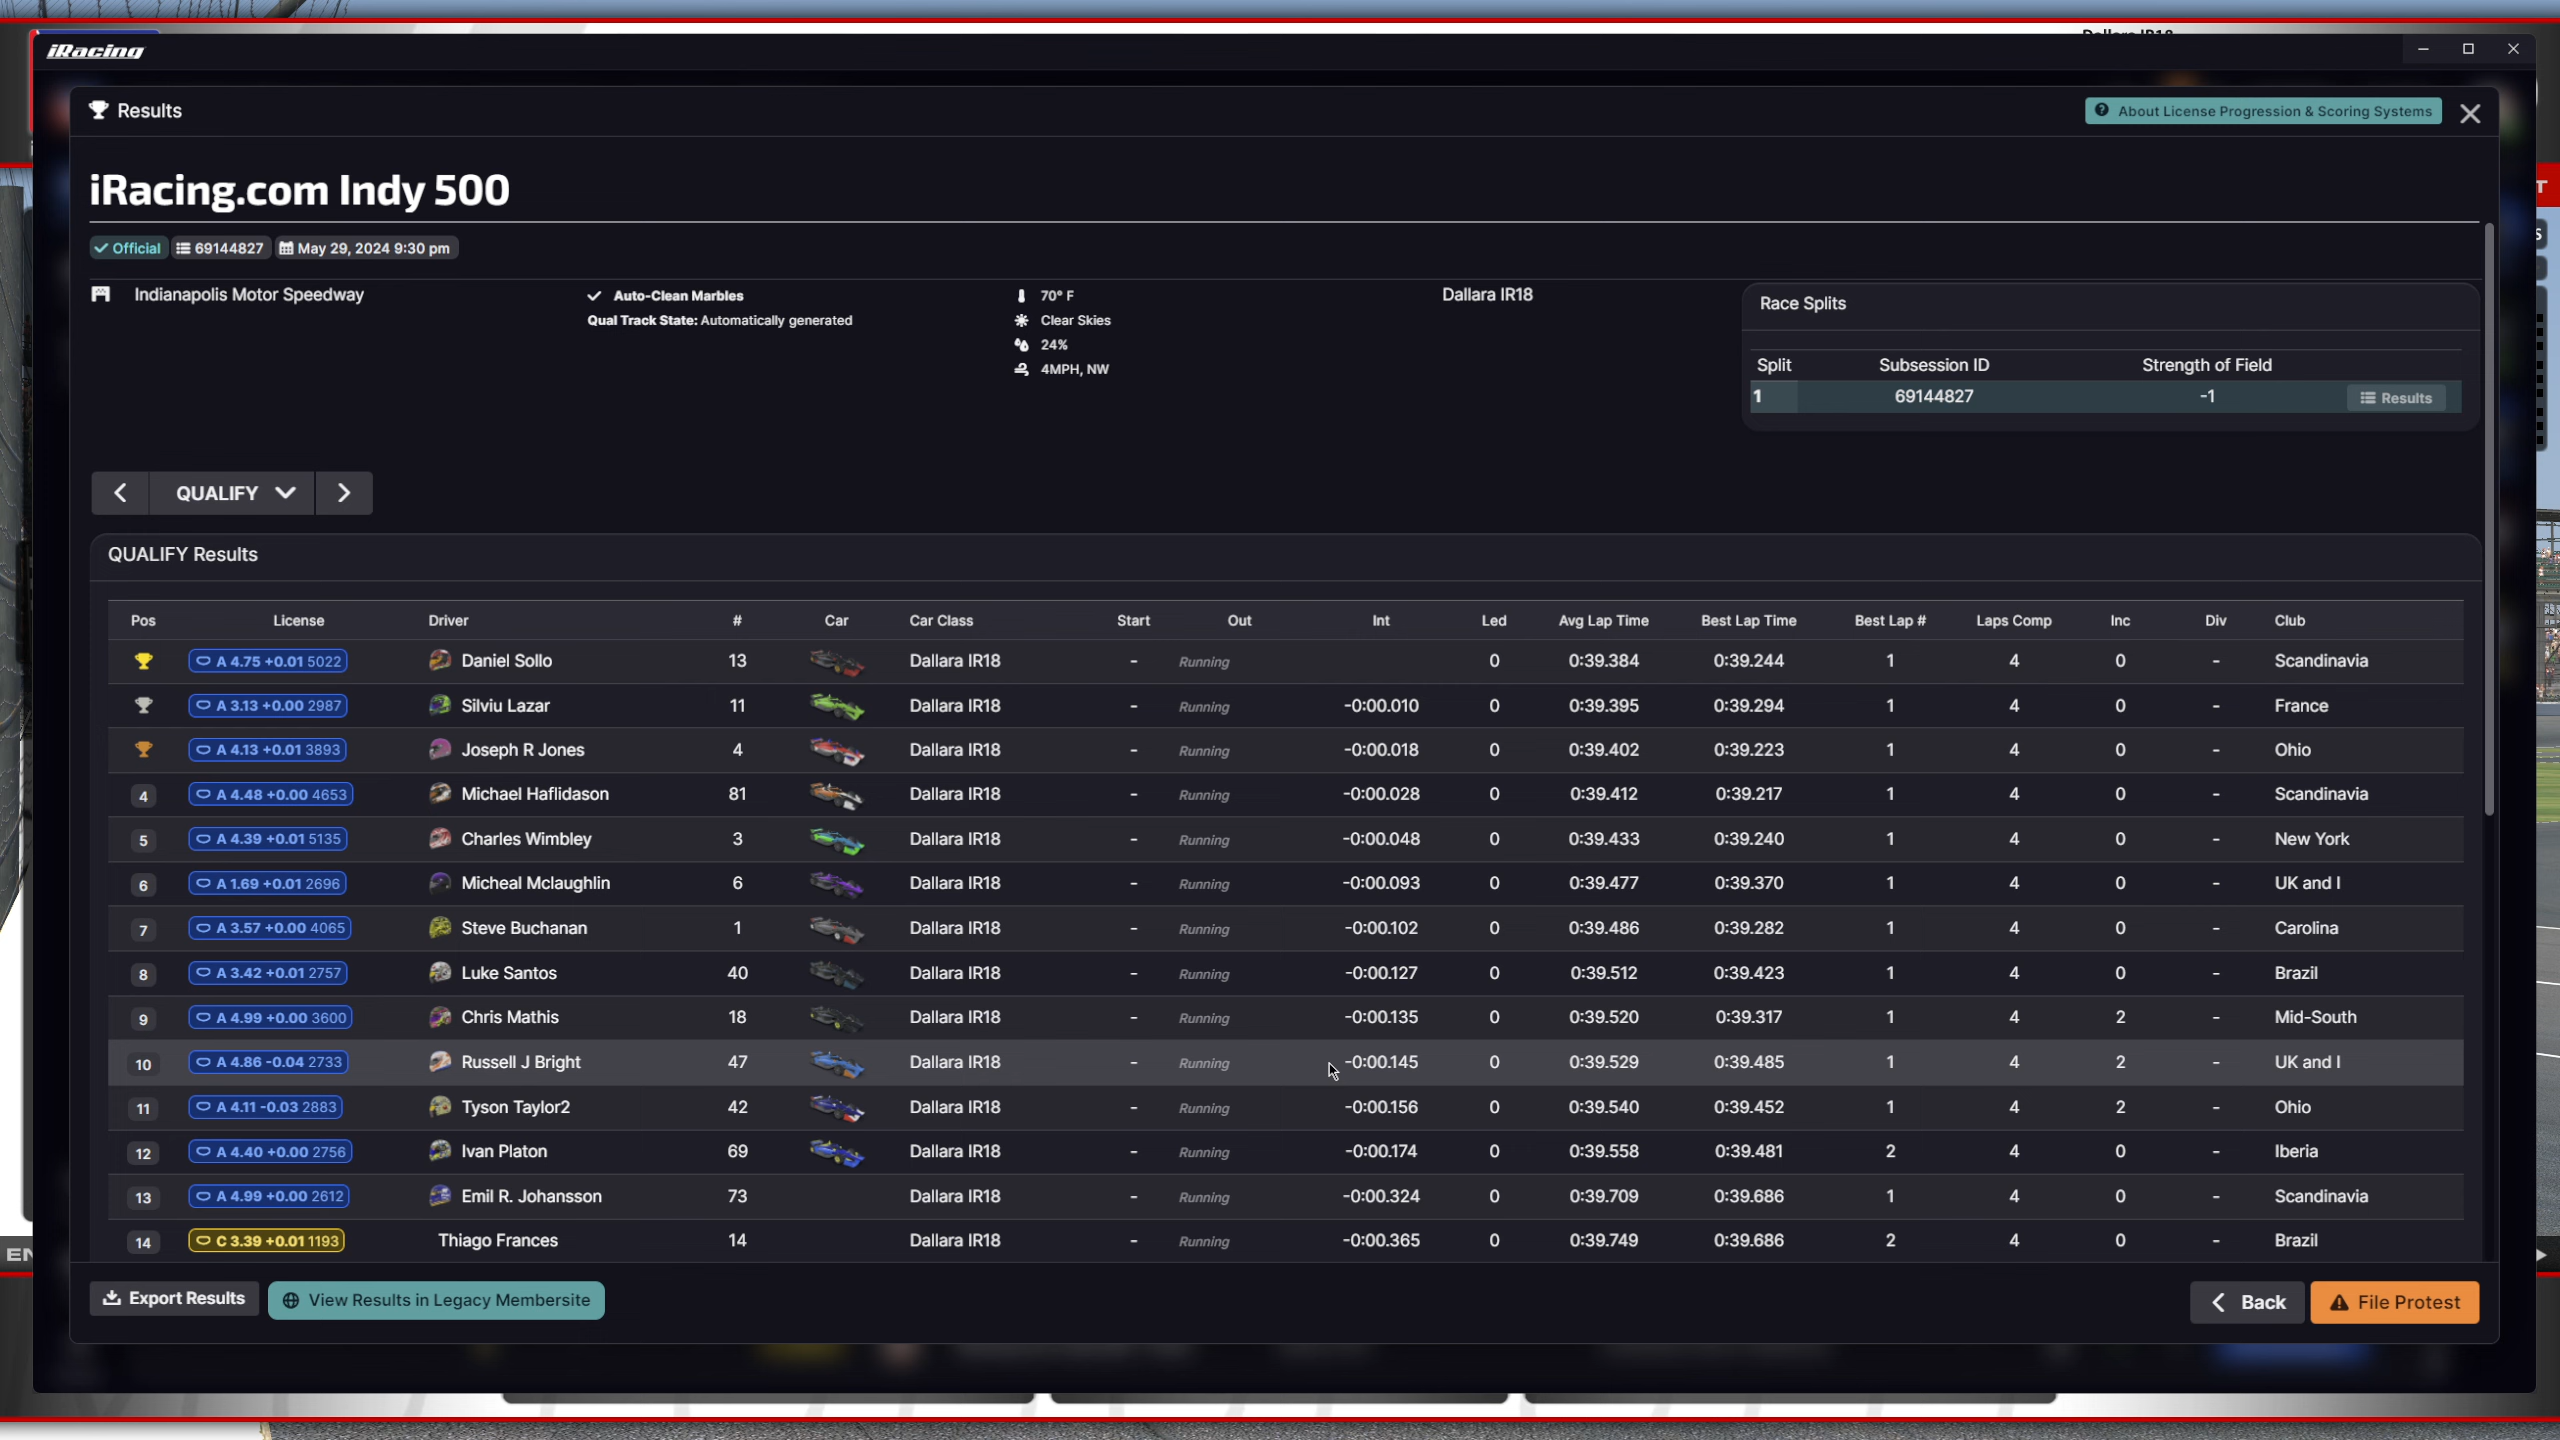 iRacing
Results
About License Progression & Scoring Systems
iRacing.com Indy 500
Official 69144827 May 29, 2024 9:30 pm
Indianapolis Motor Speedway
Auto-Clean Marbles
Qual Track State: Automatically generated
70° F
Clear Skies
24%
4MPH, NW
Dallara IR18
Race Splits
Split Subsession ID Strength of Field
1 69144827 -1 Results
QUALIFY
QUALIFY Results
Pos License Driver # Car Car Class Start Out Int Led Avg Lap Time Best Lap Time Best Lap # Laps Comp Inc Div Club
A 4.75 +0.01 5022 Daniel Sollo 13 Dallara IR18 - Running 0 0:39.384 0:39.244 1 4 0 - Scandinavia
A 3.13 +0.00 2987 Silviu Lazar 11 Dallara IR18 - Running -0:00.010 0 0:39.395 0:39.294 1 4 0 - France
A 4.13 +0.01 3893 Joseph R Jones 4 Dallara IR18 - Running -0:00.018 0 0:39.402 0:39.223 1 4 0 - Ohio
4 A 4.48 +0.00 4653 Michael Haflidason 81 Dallara IR18 - Running -0:00.028 0 0:39.412 0:39.217 1 4 0 - Scandinavia
5 A 4.39 +0.01 5135 Charles Wimbley 3 Dallara IR18 - Running -0:00.048 0 0:39.433 0:39.240 1 4 0 - New York
6 A 1.69 +0.01 2696 Micheal Mclaughlin 6 Dallara IR18 - Running -0:00.093 0 0:39.477 0:39.370 1 4 0 - UK and I
7 A 3.57 +0.00 4065 Steve Buchanan 1 Dallara IR18 - Running -0:00.102 0 0:39.486 0:39.282 1 4 0 - Carolina
8 A 3.42 +0.01 2757 Luke Santos 40 Dallara IR18 - Running -0:00.127 0 0:39.512 0:39.423 1 4 0 - Brazil
9 A 4.99 +0.00 3600 Chris Mathis 18 Dallara IR18 - Running -0:00.135 0 0:39.520 0:39.317 1 4 2 - Mid-South
10 A 4.86 -0.04 2733 Russell J Bright 47 Dallara IR18 - Running -0:00.145 0 0:39.529 0:39.485 1 4 2 - UK and I
11 A 4.11 -0.03 2883 Tyson Taylor2 42 Dallara IR18 - Running -0:00.156 0 0:39.540 0:39.452 1 4 2 - Ohio
12 A 4.40 +0.00 2756 Ivan Platon 69 Dallara IR18 - Running -0:00.174 0 0:39.558 0:39.481 2 4 0 - Iberia
13 A 4.99 +0.00 2612 Emil R. Johansson 73 Dallara IR18 - Running -0:00.324 0 0:39.709 0:39.686 1 4 0 - Scandinavia
14 C 3.39 +0.01 1193 Thiago Frances 14 Dallara IR18 - Running -0:00.365 0 0:39.749 0:39.686 2 4 0 - Brazil
Export Results View Results in Legacy Membersite Back File Protest